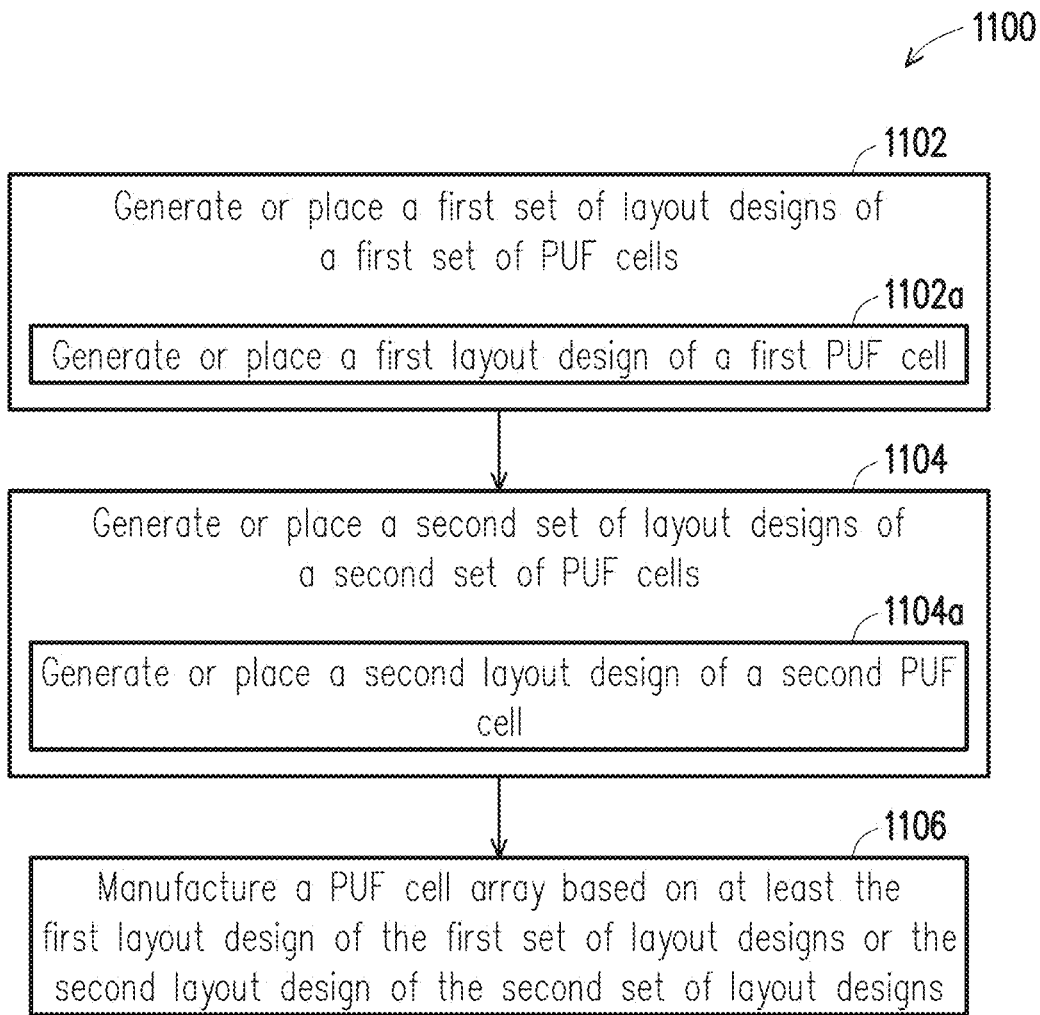 1100
1102
Generate or place a first set of layout designs of
a first set of PUF cells
1102a
Generate or place a first layout design of a first PUF cell
1104
Generate or place a second set of layout designs of
a second set of PUF cells
1104a
Generate or place a second layout design of a second PUF
cell
1106
Manufacture a PUF cell array based on at least the
first layout design of the first set of layout designs or the
second layout design of the second set of layout designs